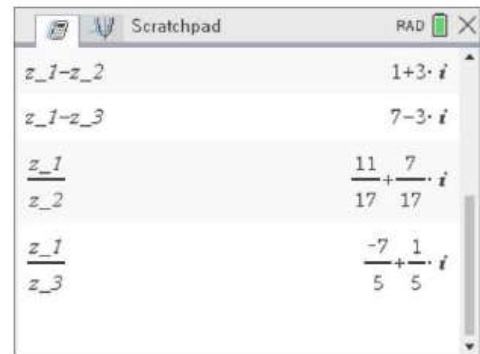 Scratchpad RAD
z_1-z_2 1+3·i
z_1-z_3 7-3·i
z_1/z_2 11/17+7/17·i
z_1/z_3 -7/5+1/5·i